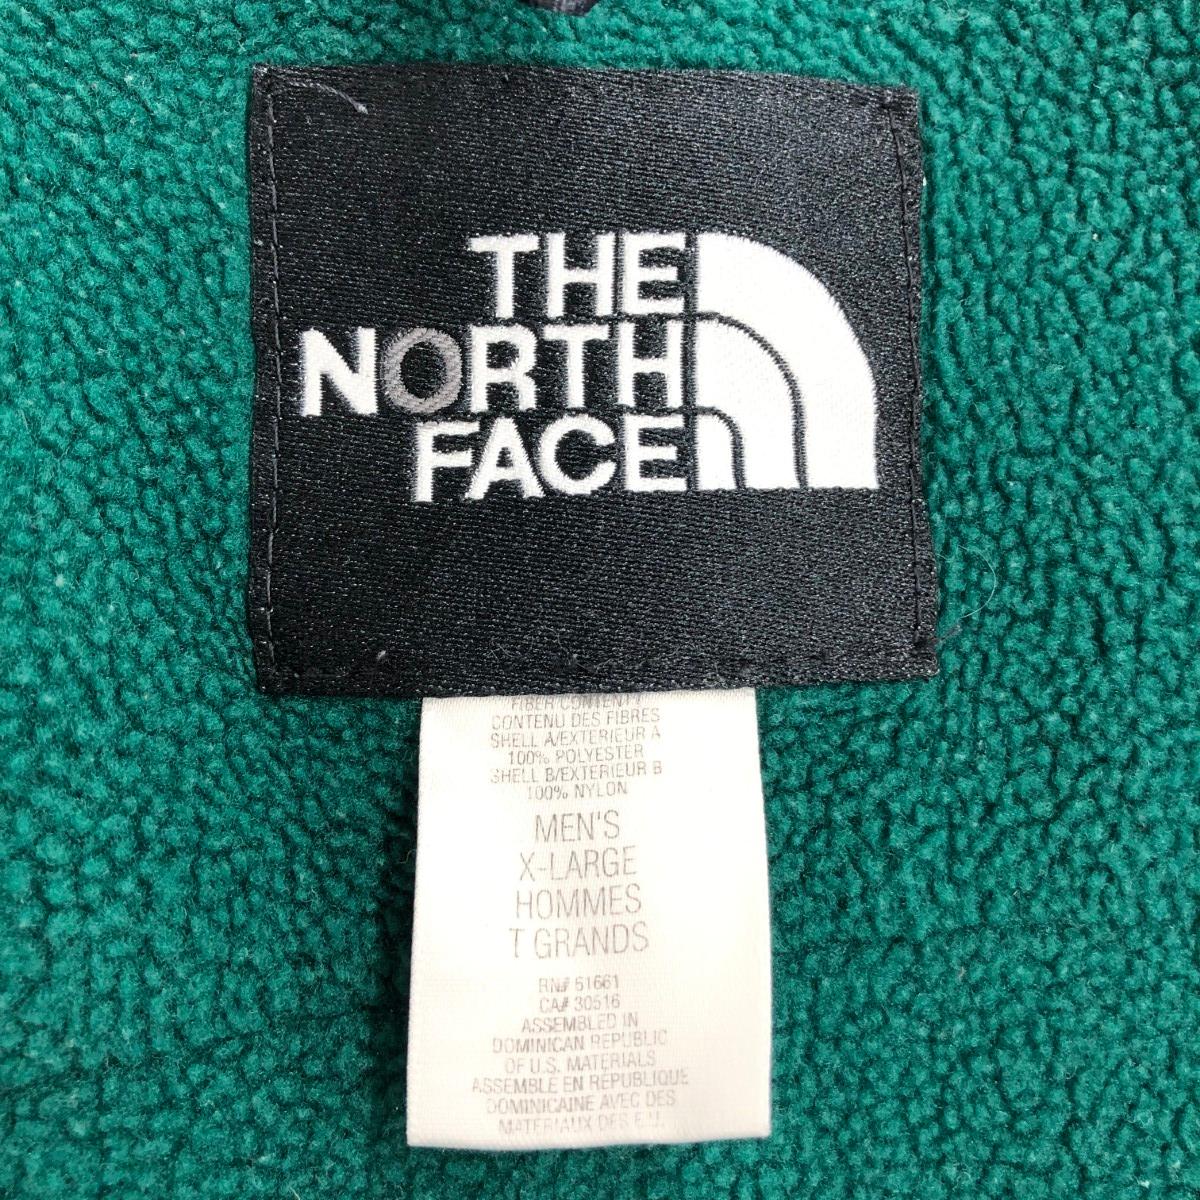 THE
NORTH
FACE
FIBER CONTENT/
CONTENU DES FIBRES
SHELL A/EXTERIEUR A
100% POLYESTER
SHELL B/EXTERIEUR B
100% NYLON
MEN'S
X-LARGE
HOMMES
T GRANDS
RN# 61661
CA# 30516
ASSEMBLED IN
DOMINICAN REPUBLIC
OF U.S. MATERIALS
ASSEMBLE EN RÉPUBLIQUE
DOMINICAINE AVEC DES
MATERIAUX DES E.U.